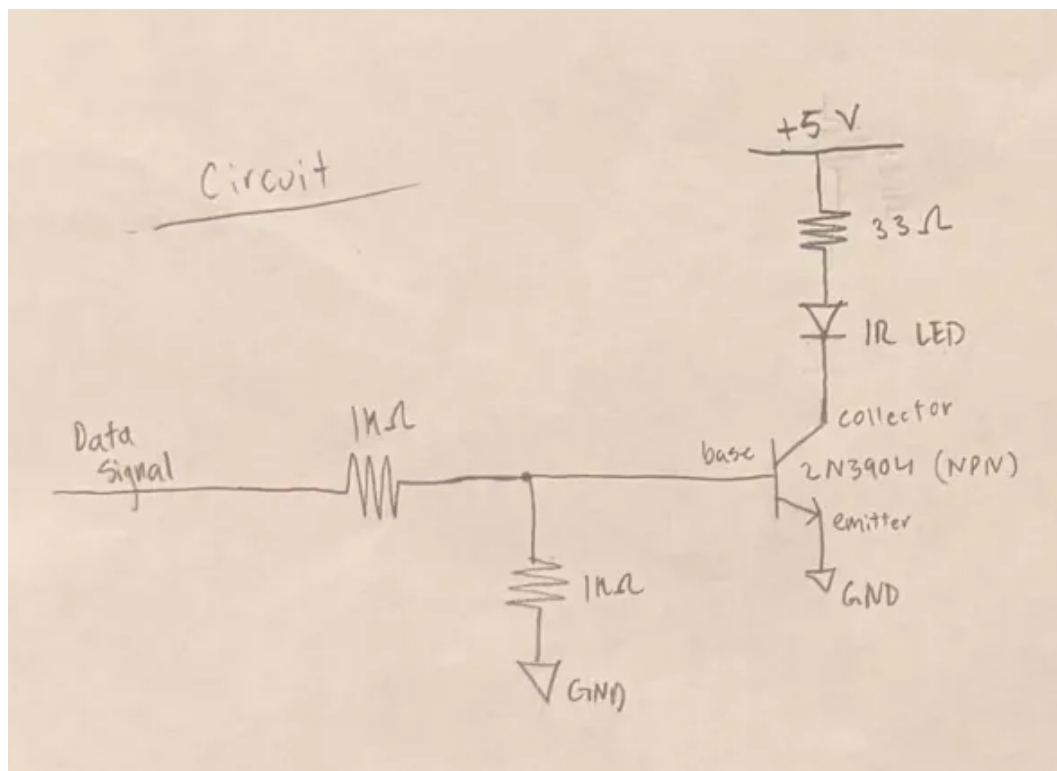 Circuit
+5 V
33 Ω
IR LED
collector
base
2N3904 (NPN)
emitter
GND
Data
Signal
1kΩ
1kΩ
GND